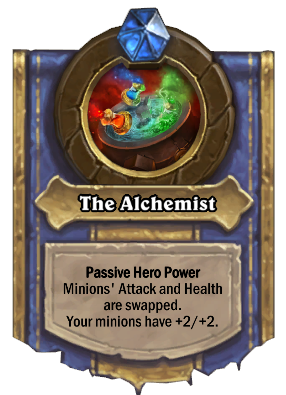 The Alchemist
Passive Hero Power
Minions' Attack and Health
are swapped.
Your minions have +2/+2.